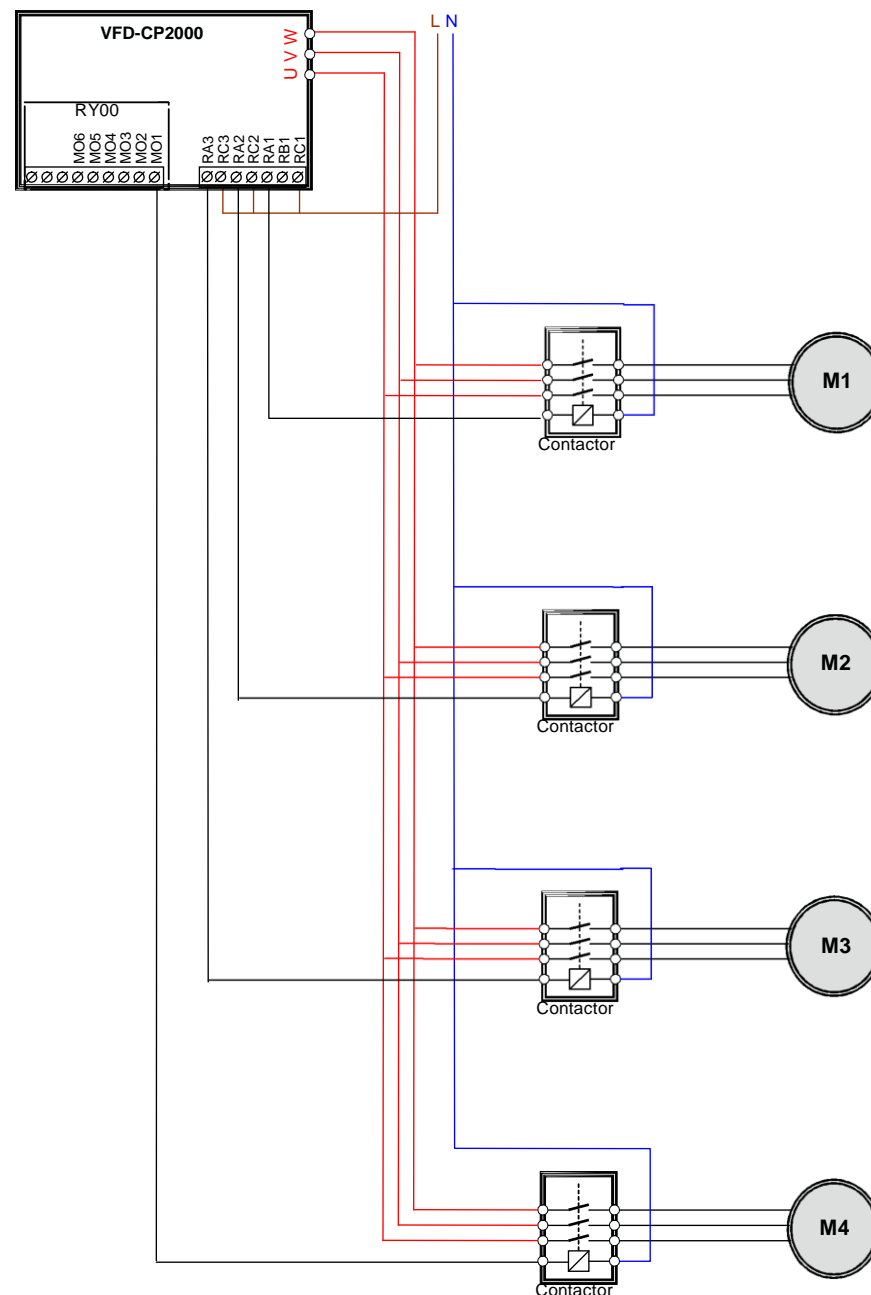 VFD-CP2000
U V W
L N
RY00
MO6
MO5
MO4
MO3
MO2
MO1
RA3
RC3
RA2
RC2
RA1
RB1
RC1
M1
Contactor
M2
Contactor
M3
Contactor
M4
Contactor